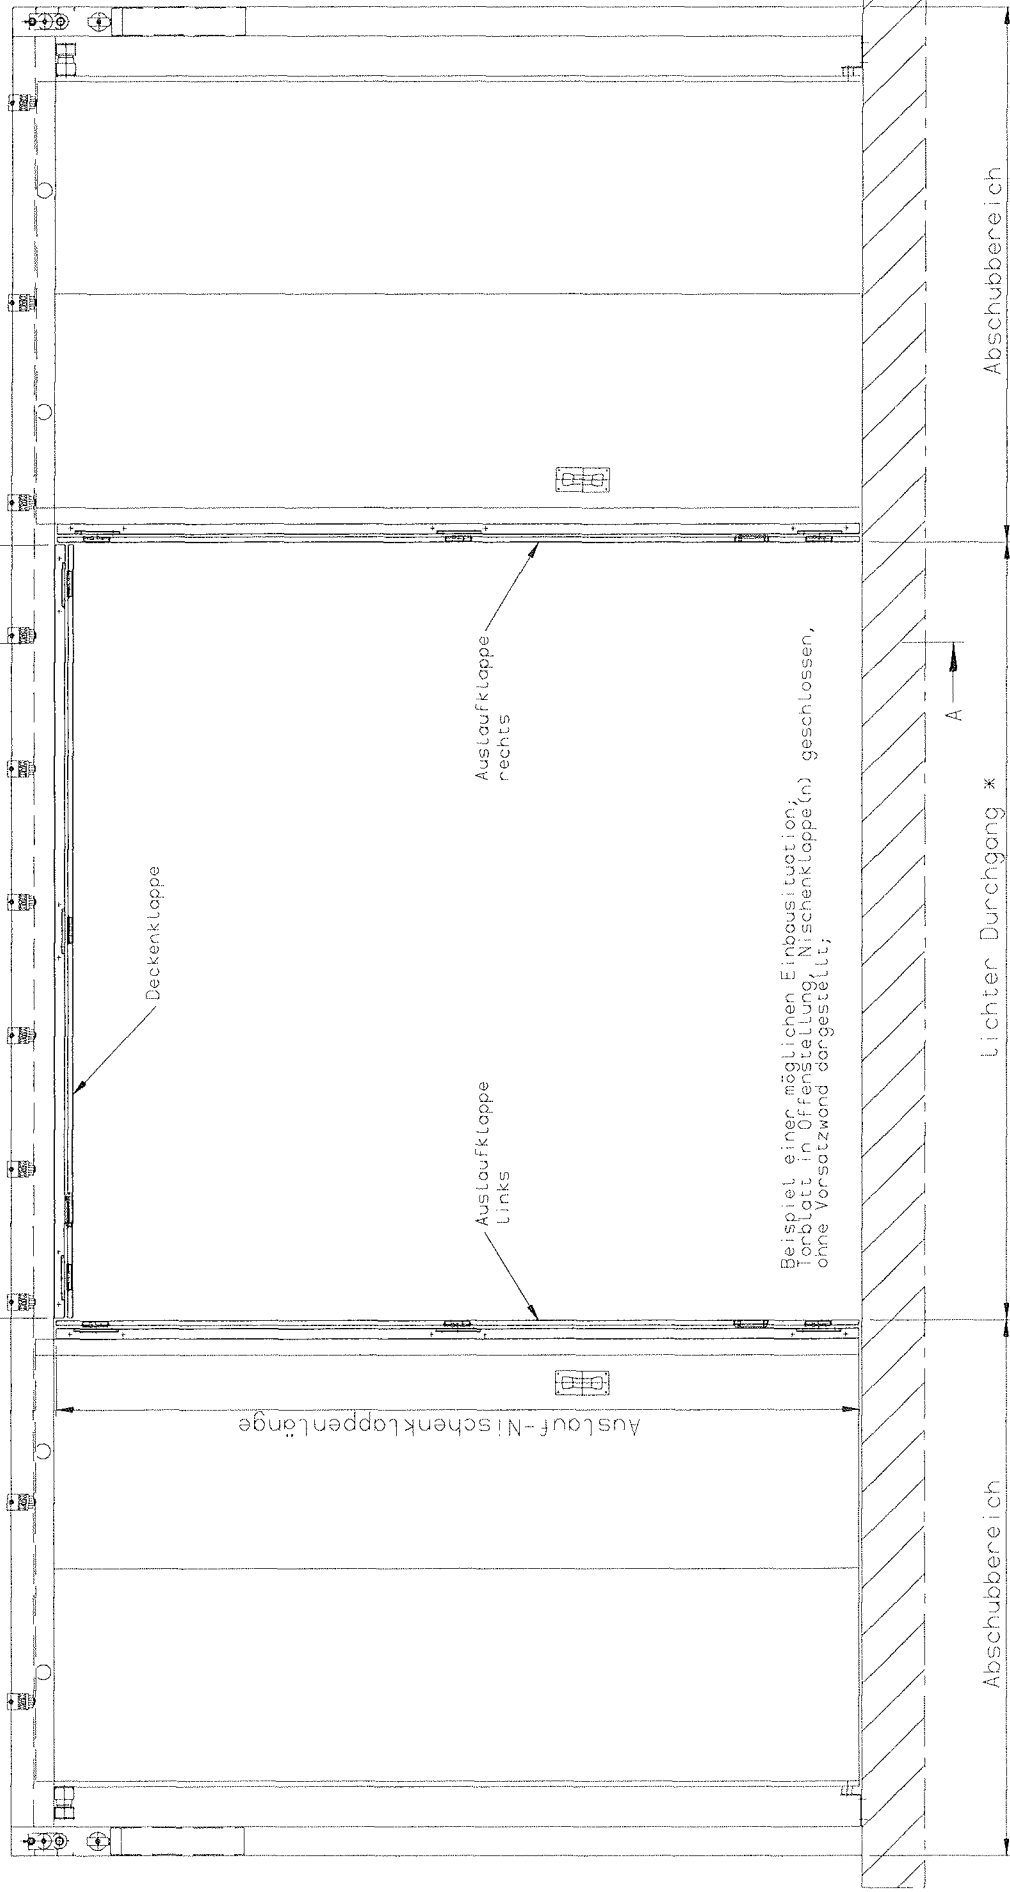 Deckenklappe
Auslaufklappe
links
Auslaufklappe
rechts
Auslauf-Nischenklappenlänge
Beispiel einer möglichen Einbausituation;
Torblatt in Offenstellung, Nischenklappe(n) geschlossen,
ohne Vorsatzwand dargestellt;
A
Abschubbereich
lichter Durchgang *
Abschubbereich